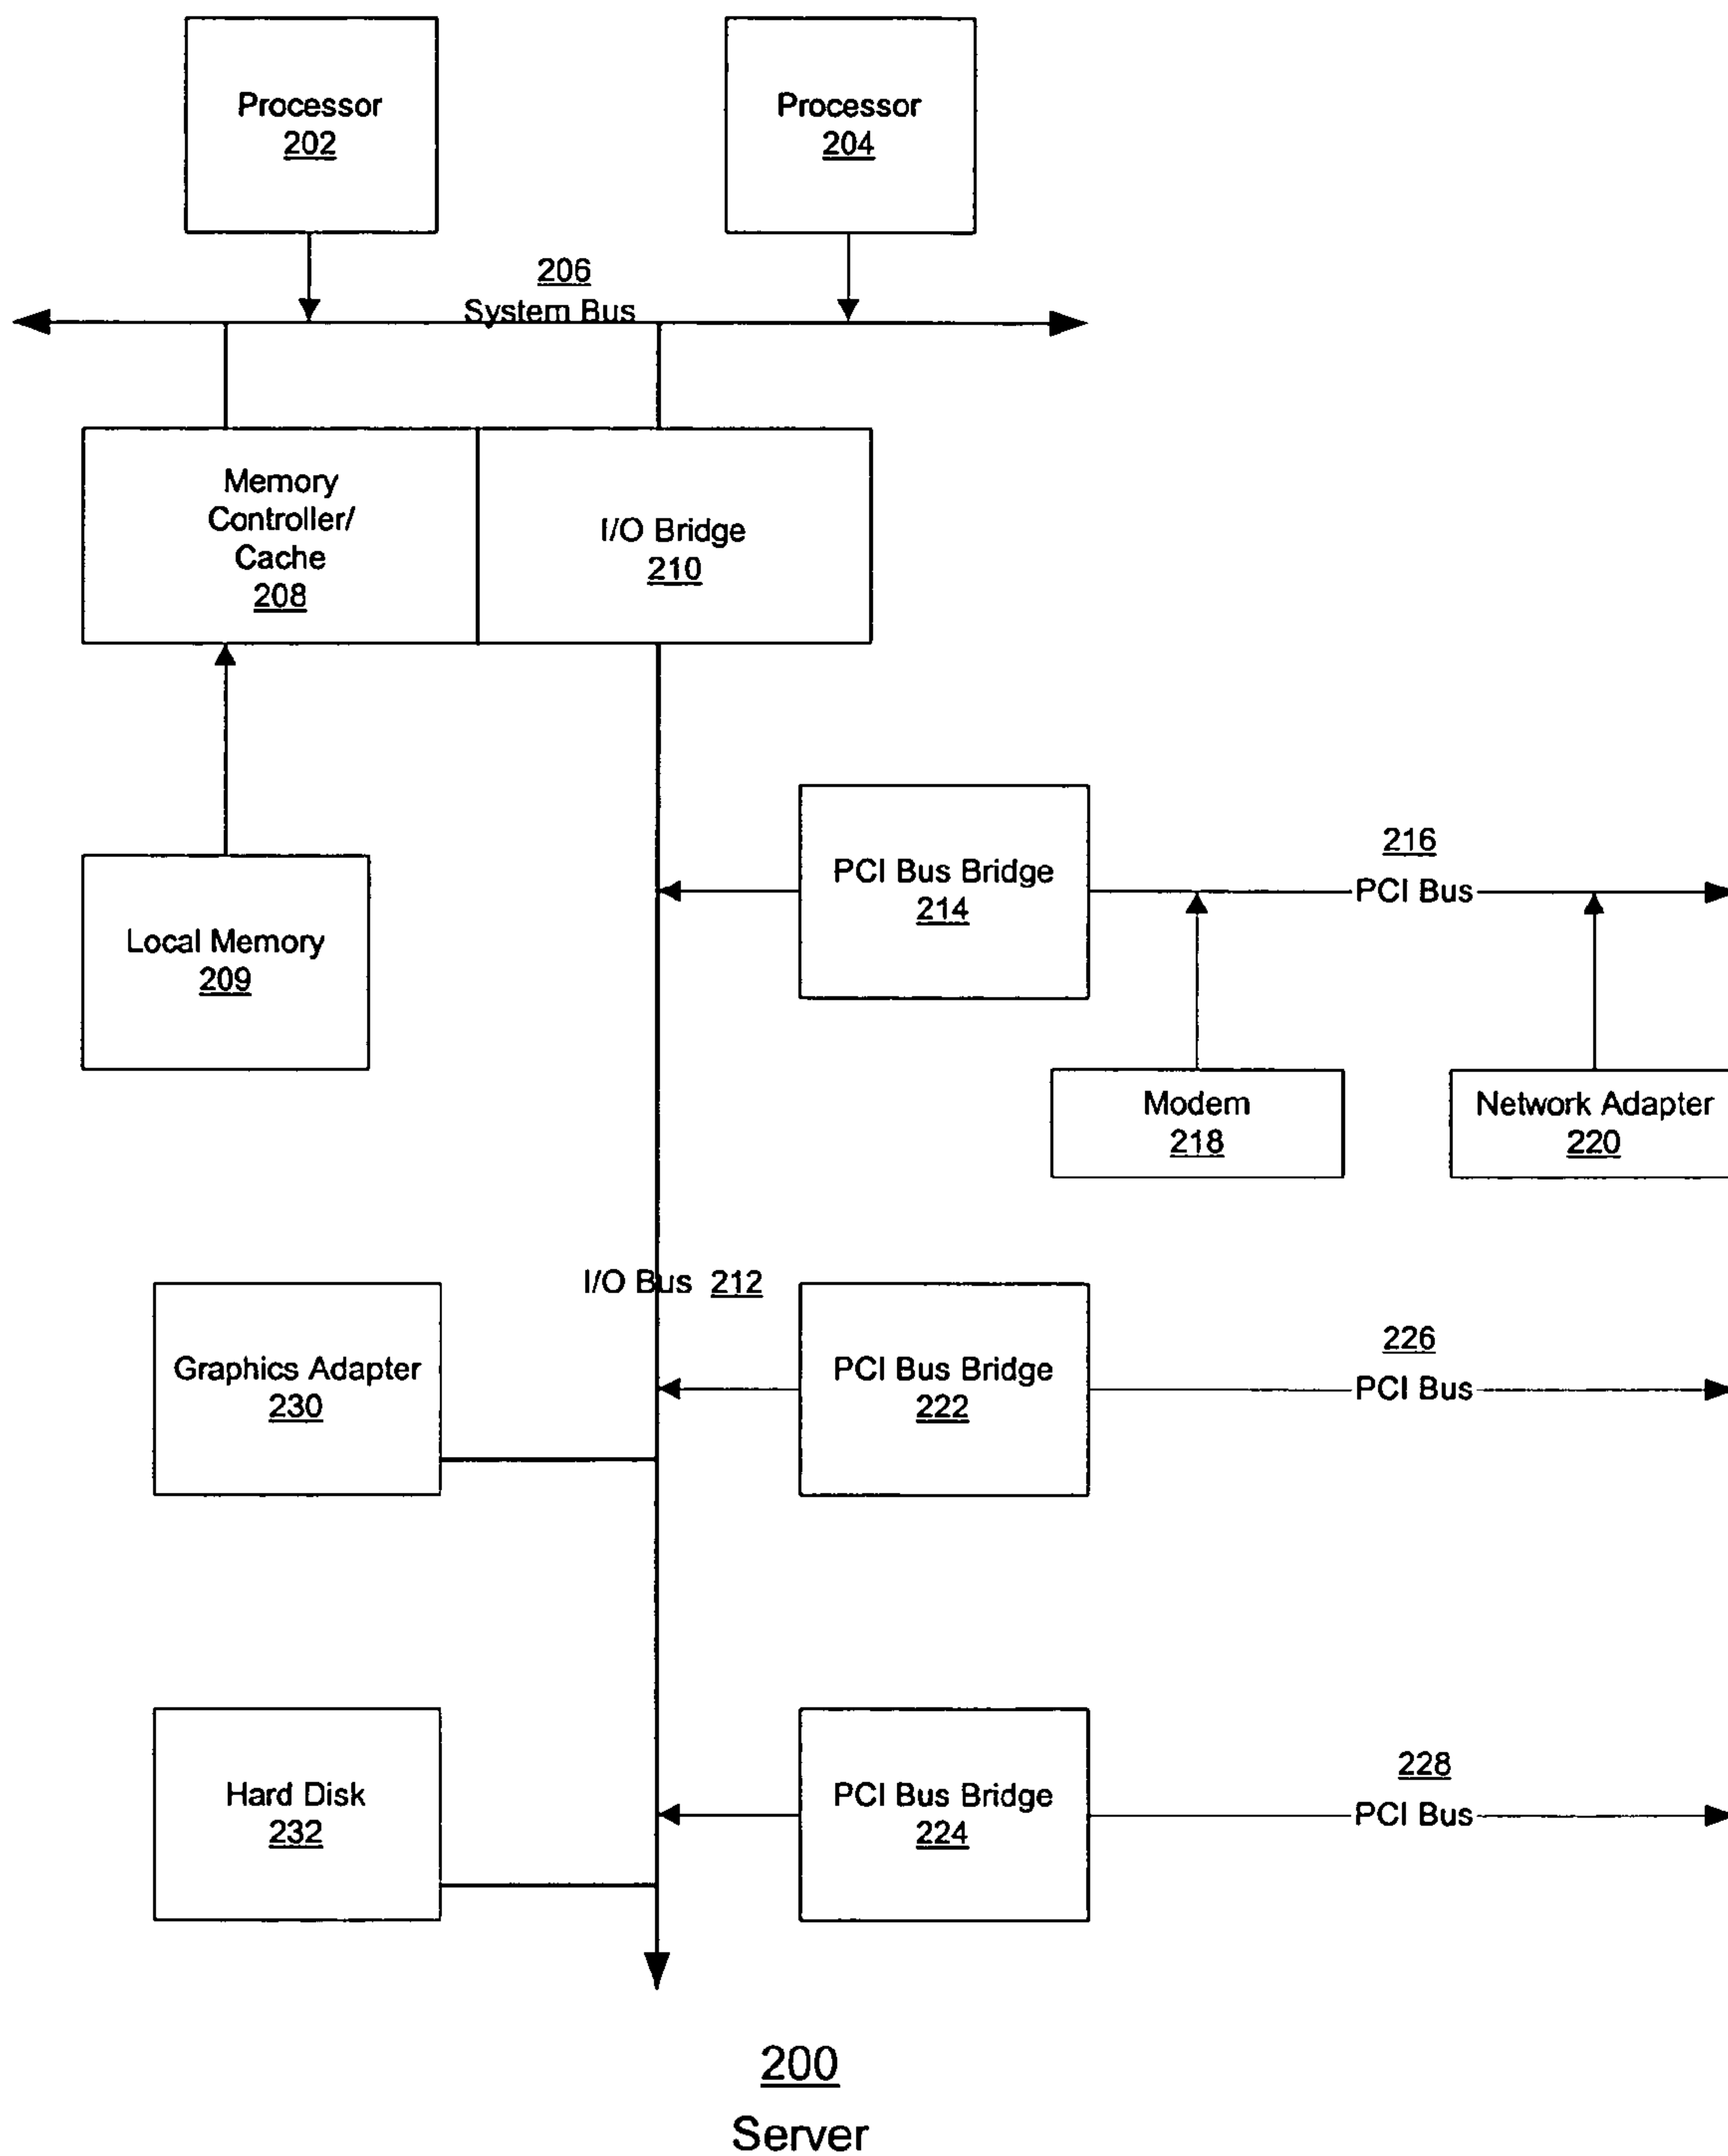 Processor
202
Processor
204
206
System Bus
Memory
Controller/
Cache
208
I/O Bridge
210
PCI Bus Bridge
214
216
PCI Bus
Local Memory
209
Modem
218
Network Adapter
220
I/O Bus 212
Graphics Adapter
230
PCI Bus Bridge
222
226
PCI Bus
Hard Disk
232
PCI Bus Bridge
224
228
PCI Bus
200
Server